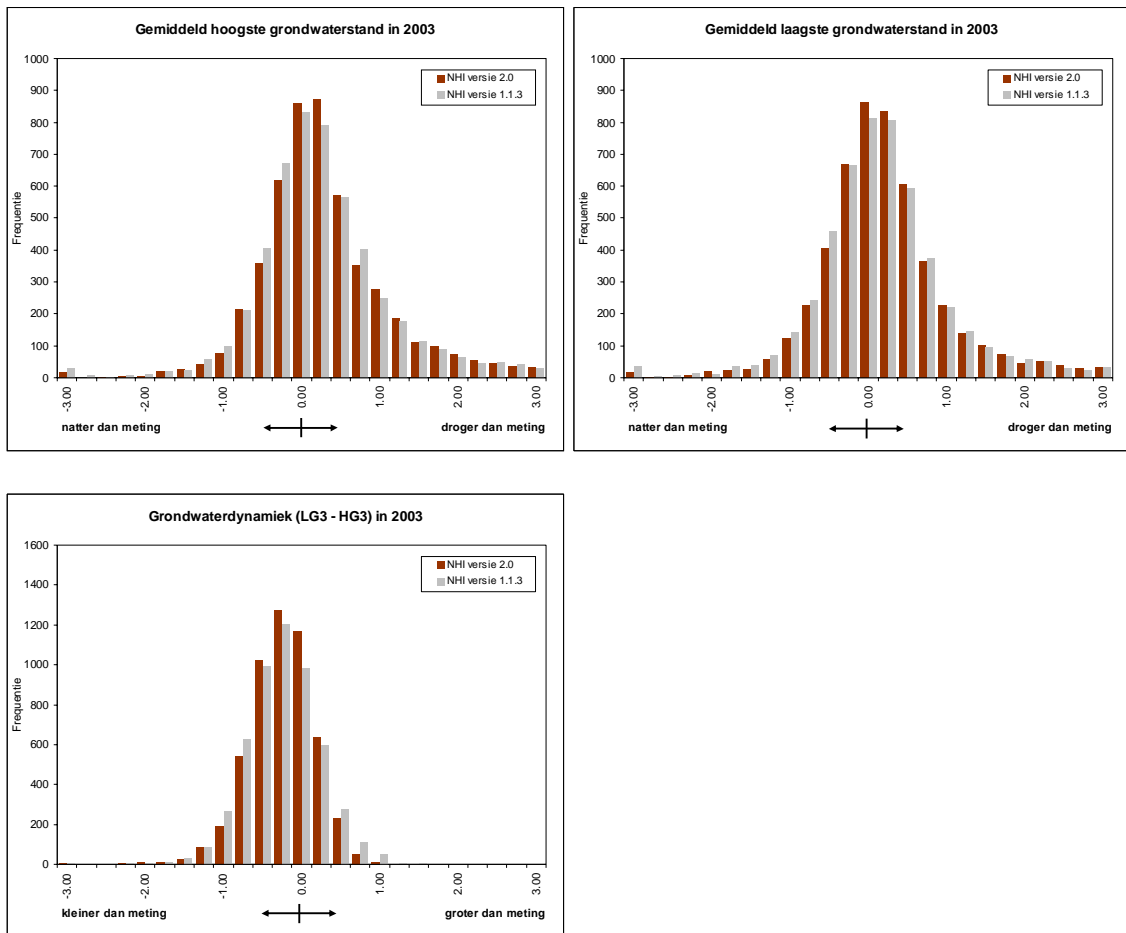 Gemiddeld hoogste grondwaterstand in 2003
1000
900
800
700
600
500
400
300
200
100
0
Frequentie
NHI versie 2.0
NHI versie 1.1.3
-3.00
-2.00
-1.00
0.00
1.00
2.00
3.00
natter dan meting
droger dan meting
Gemiddeld laagste grondwaterstand in 2003
1000
900
800
700
600
500
400
300
200
100
0
Frequentie
NHI versie 2.0
NHI versie 1.1.3
-3.00
-2.00
-1.00
0.00
1.00
2.00
3.00
natter dan meting
droger dan meting
Grondwaterdynamiek (LG3 - HG3) in 2003
1600
1400
1200
1000
800
600
400
200
0
Frequentie
NHI versie 2.0
NHI versie 1.1.3
-3.00
-2.00
-1.00
0.00
1.00
2.00
3.00
kleiner dan meting
groter dan meting